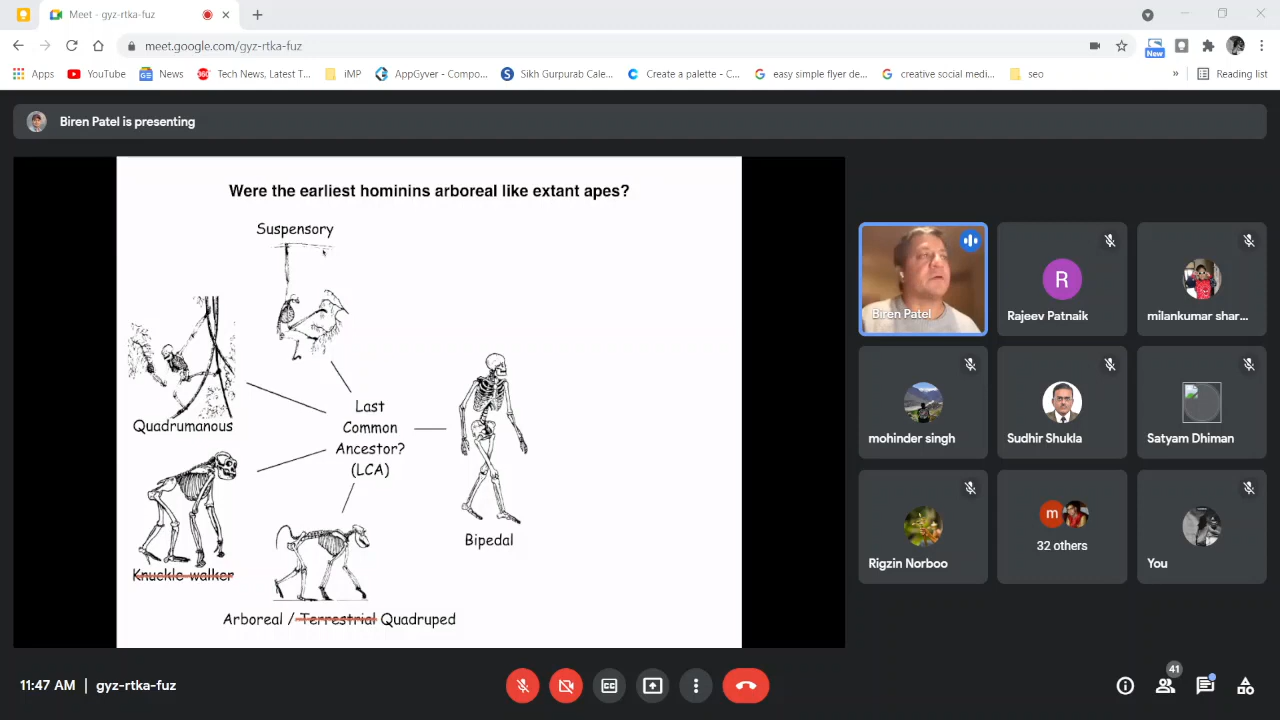 Meet - gyz-rtka-fuz
meet.google.com/gyz-rtka-fuz
New
Apps
YouTube
News
Tech News, Latest T...
iMP
AppGyver - Compo...
Sikh Gurpurab Cale...
Create a palette - C...
easy simple flyer de...
creative social medi...
seo
»
Reading list
Biren Patel is presenting
Were the earliest hominins arboreal like extant apes?
Suspensory
Quadrumanous
Last
Common
Ancestor?
(LCA)
Knuckle-walker
Bipedal
Arboreal / Terrestrial Quadruped
Biren Patel
R
Rajeev Patnaik
milankumar shar...
mohinder singh
Sudhir Shukla
Satyam Dhiman
Rigzin Norboo
m
32 others
You
11:47 AM | gyz-rtka-fuz
41